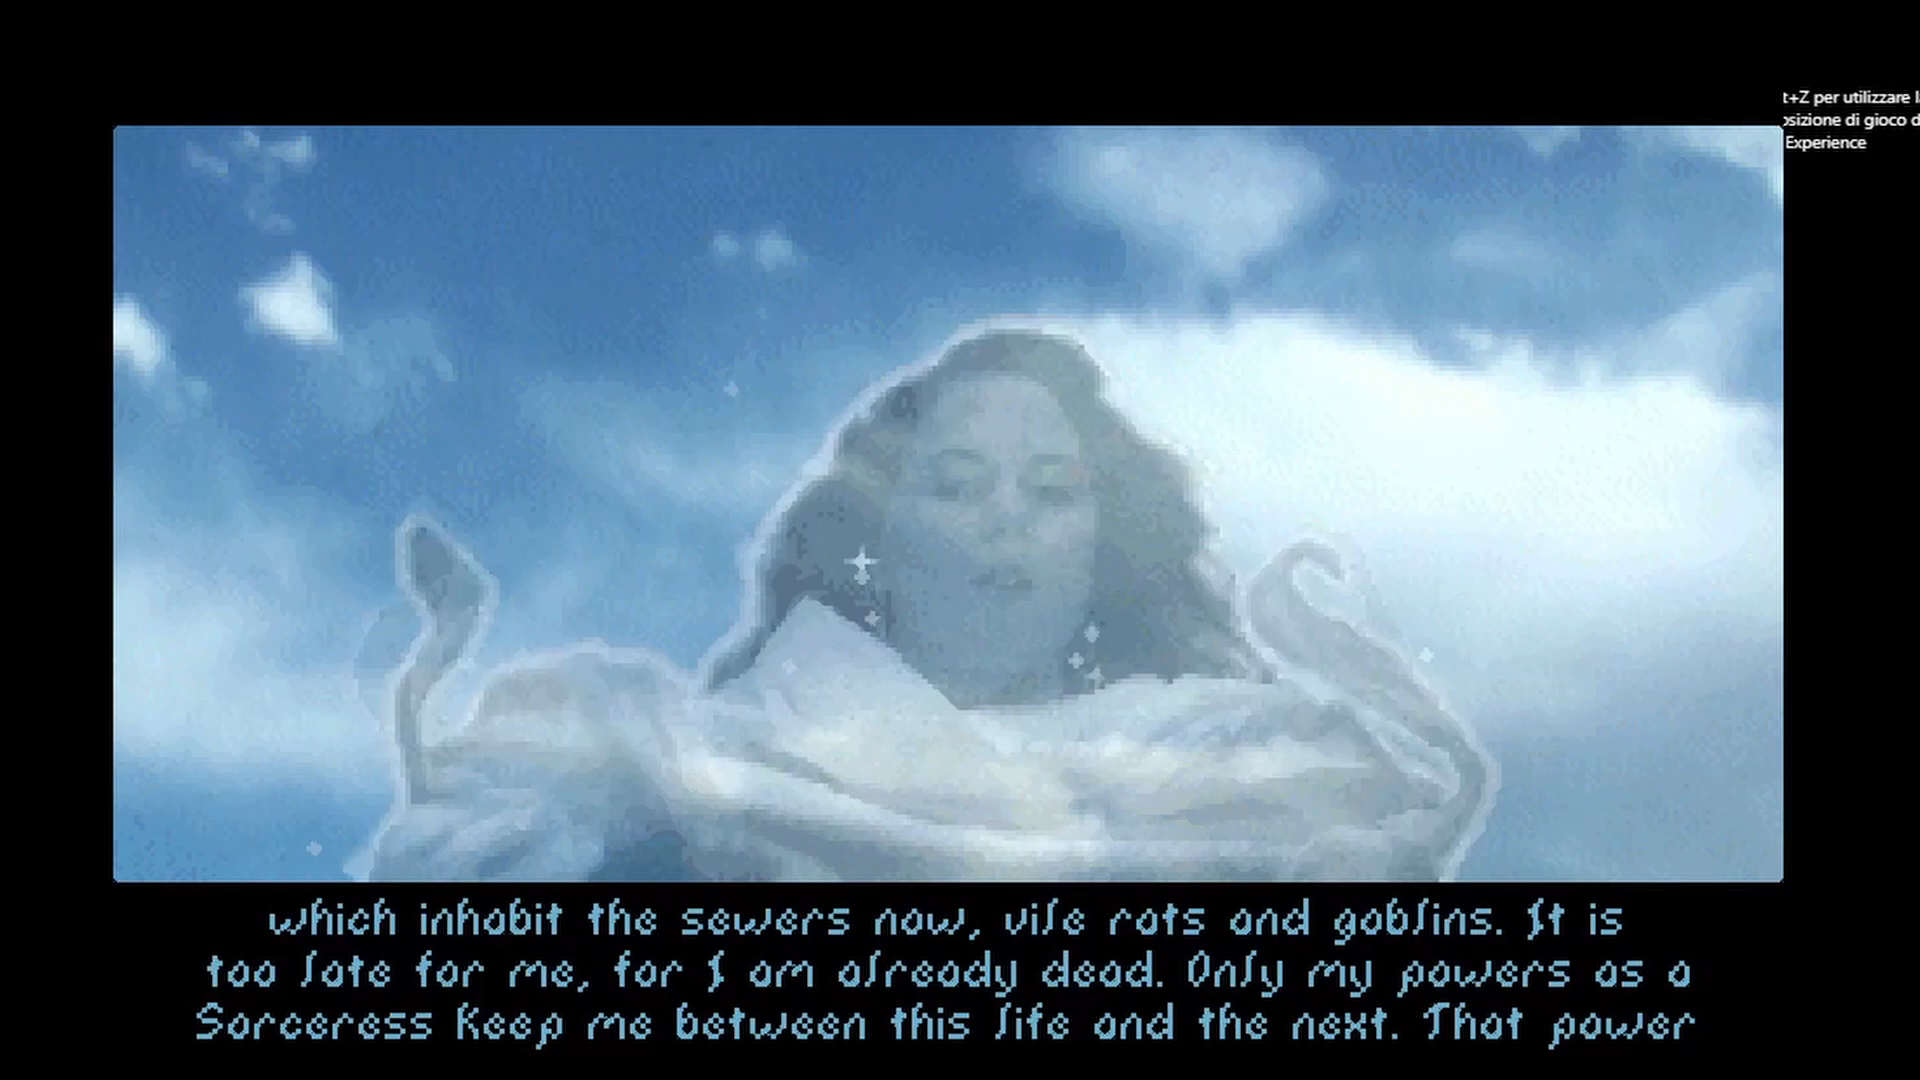 t+Z per utilizzare l
osizione di gioco d
Experience
which inhabit the sewers now, vile rats and goblins. It is
too late for me, for I am already dead. Only my powers as a
Sorceress keep me between this life and the next. That power